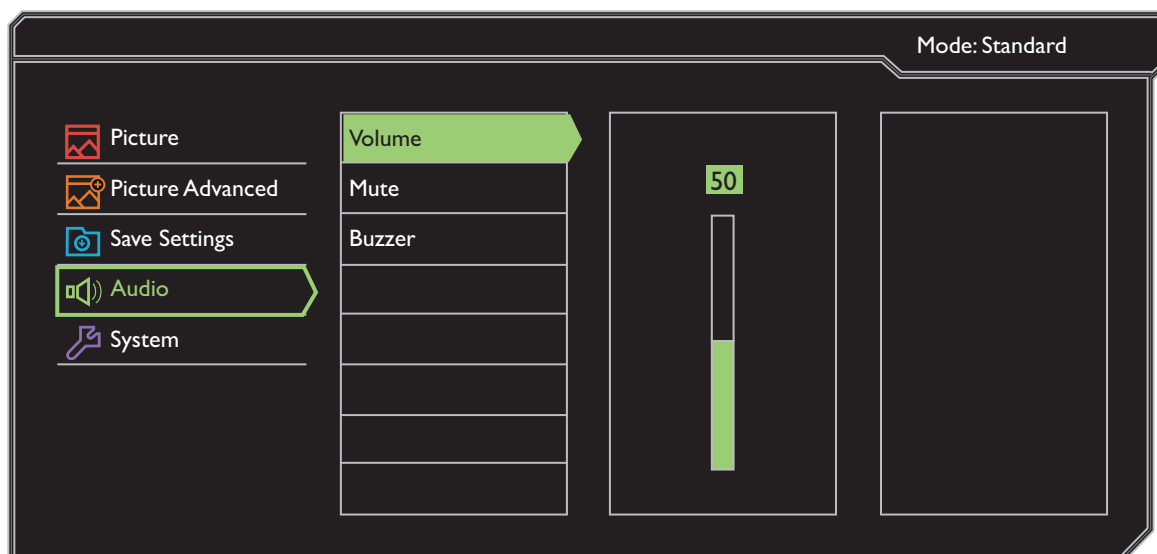 Mode: Standard
Picture
Picture Advanced
Save Settings
Audio
System
Volume
Mute
Buzzer
50